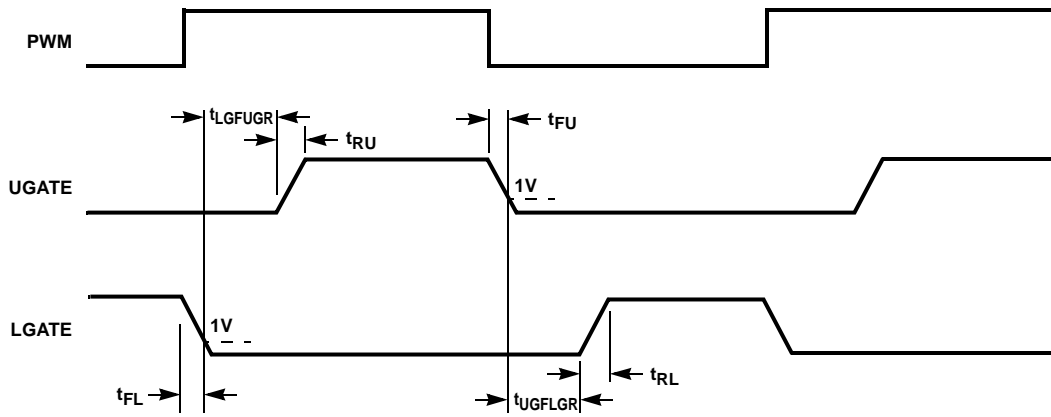 PWM
tLGFUGR
tFU
tRU
UGATE
1V
LGATE
1V
tRL
tFL
tUGFLGR